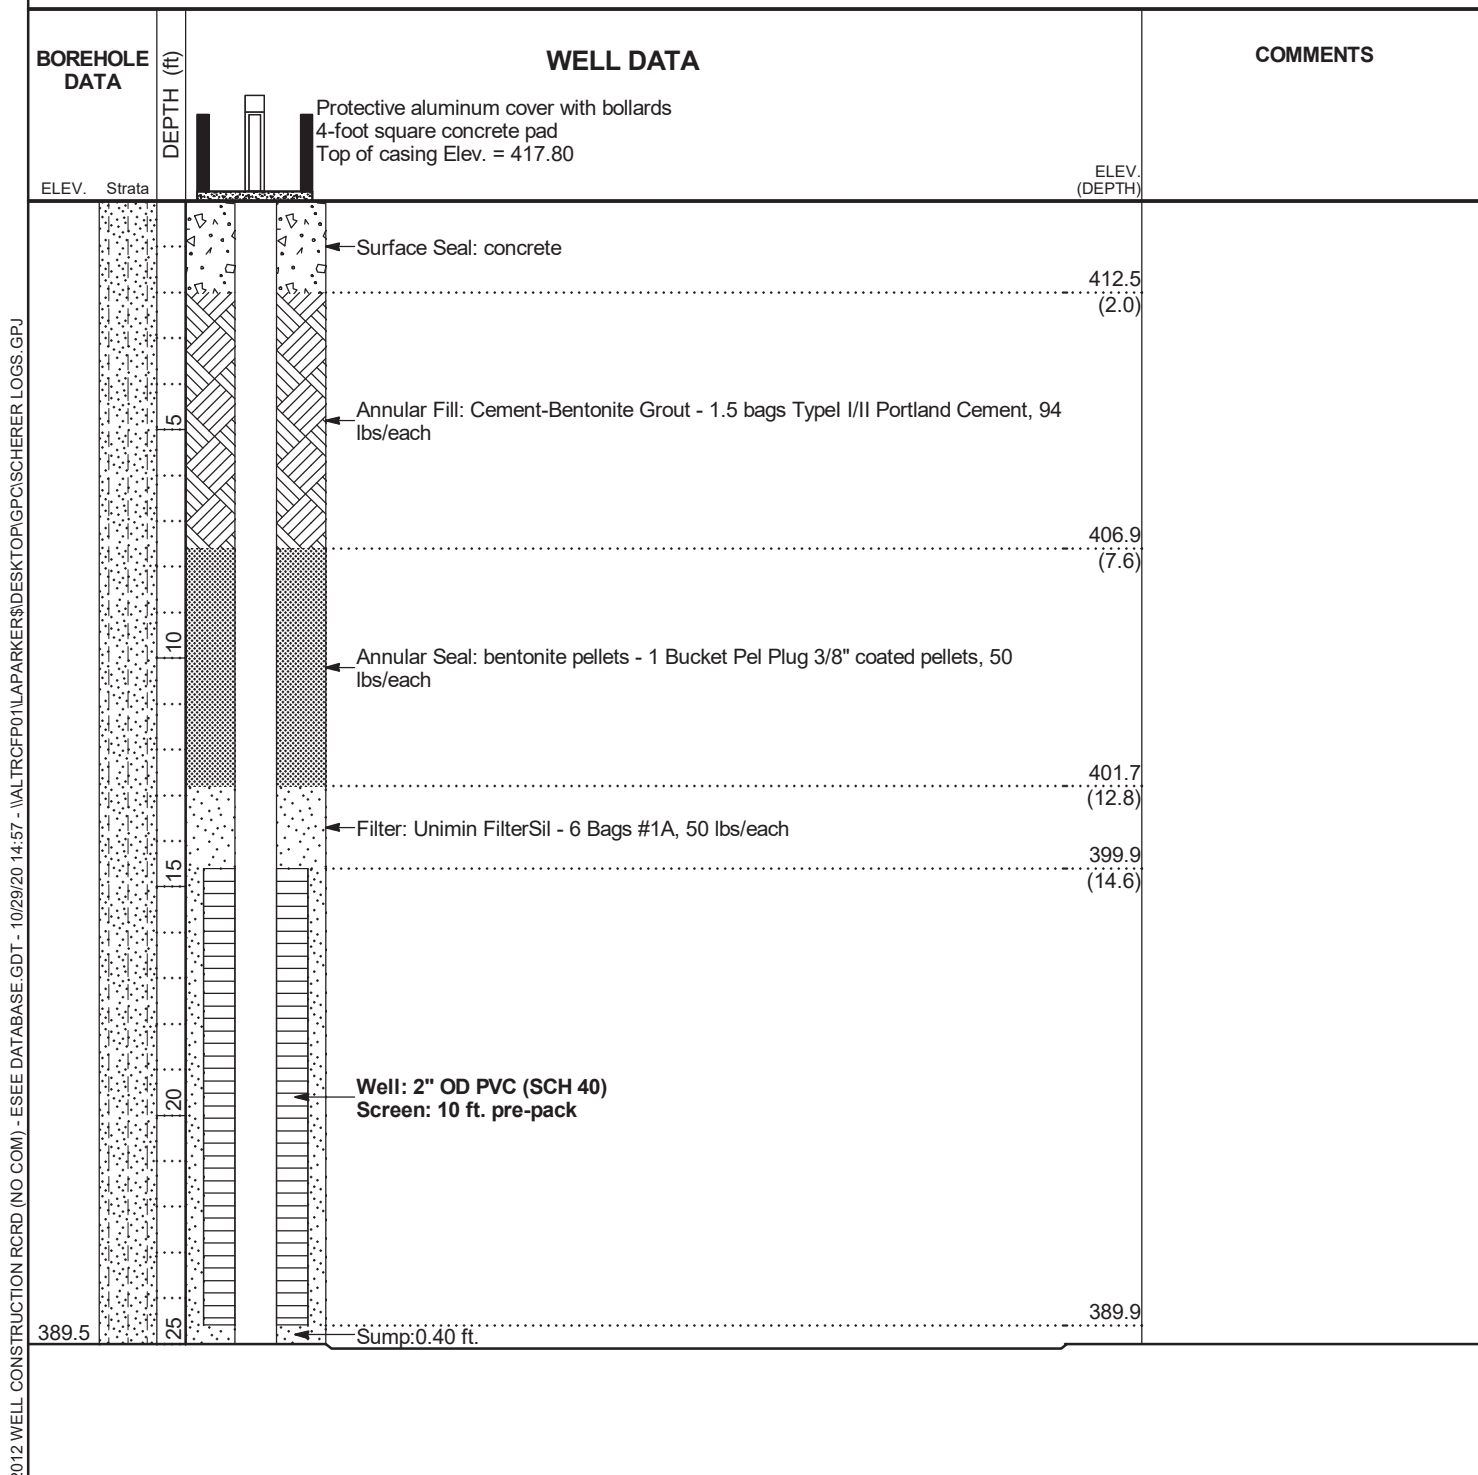 BOREHOLE
DATA
DEPTH (ft)
WELL DATA
COMMENTS
Protective aluminum cover with bollards
4-foot square concrete pad
Top of casing Elev. = 417.80
ELEV.
(DEPTH)
ELEV. Strata
Surface Seal: concrete
412.5
(2.0)
Annular Fill: Cement-Bentonite Grout - 1.5 bags TypeI I/II Portland Cement, 94
lbs/each
5
406.9
(7.6)
10
Annular Seal: bentonite pellets - 1 Bucket Pel Plug 3/8" coated pellets, 50
lbs/each
401.7
(12.8)
Filter: Unimin FilterSil - 6 Bags #1A, 50 lbs/each
399.9
(14.6)
15
Well: 2" OD PVC (SCH 40)
Screen: 10 ft. pre-pack
20
389.9
389.5
25
Sump:0.40 ft.
2012 WELL CONSTRUCTION RCRD (NO COM) - ESEE DATABASE.GDT - 10/29/20 14:57 - \\ALTRCFP01\LAPARKER$\DESKTOP\GPC\SCHERER LOGS.GPJ